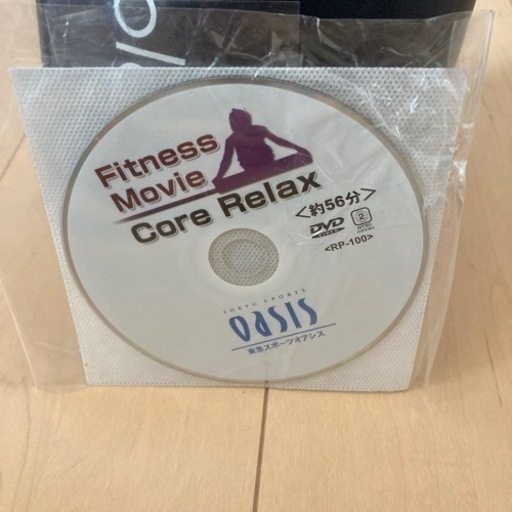 Fitness
Movie
Core Relax
<約56分>
DVD
VIDEO
2
<RP-100>
TOKYU SPORTS
OASIS
東急スポーツオアシス